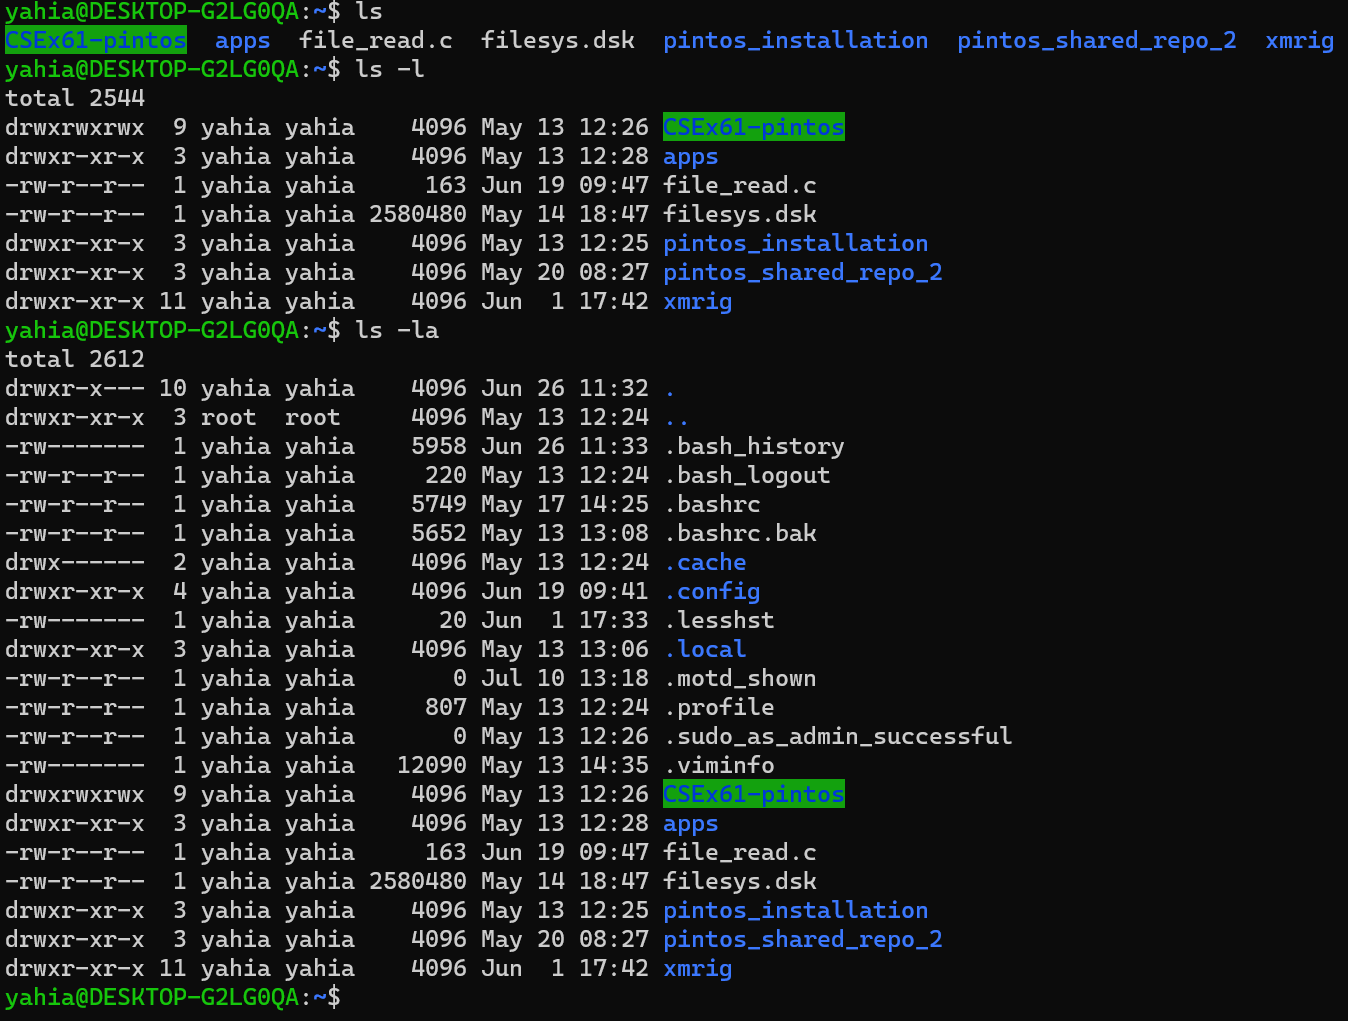 yahia@DESKTOP-G2LG0QA:~$ ls
CSEx61-pintos  apps  file_read.c  filesys.dsk  pintos_installation  pintos_shared_repo_2  xmrig
yahia@DESKTOP-G2LG0QA:~$ ls -l
total 2544
drwxrwxrwx  9 yahia yahia    4096 May 13 12:26 CSEx61-pintos
drwxr-xr-x  3 yahia yahia    4096 May 13 12:28 apps
-rw-r--r--  1 yahia yahia     163 Jun 19 09:47 file_read.c
-rw-r--r--  1 yahia yahia 2580480 May 14 18:47 filesys.dsk
drwxr-xr-x  3 yahia yahia    4096 May 13 12:25 pintos_installation
drwxr-xr-x  3 yahia yahia    4096 May 20 08:27 pintos_shared_repo_2
drwxr-xr-x 11 yahia yahia    4096 Jun  1 17:42 xmrig
yahia@DESKTOP-G2LG0QA:~$ ls -la
total 2612
drwxr-x--- 10 yahia yahia    4096 Jun 26 11:32 .
drwxr-xr-x  3 root  root     4096 May 13 12:24 ..
-rw-------  1 yahia yahia    5958 Jun 26 11:33 .bash_history
-rw-r--r--  1 yahia yahia     220 May 13 12:24 .bash_logout
-rw-r--r--  1 yahia yahia    5749 May 17 14:25 .bashrc
-rw-r--r--  1 yahia yahia    5652 May 13 13:08 .bashrc.bak
drwx------  2 yahia yahia    4096 May 13 12:24 .cache
drwxr-xr-x  4 yahia yahia    4096 Jun 19 09:41 .config
-rw-------  1 yahia yahia      20 Jun  1 17:33 .lesshst
drwxr-xr-x  3 yahia yahia    4096 May 13 13:06 .local
-rw-r--r--  1 yahia yahia       0 Jul 10 13:18 .motd_shown
-rw-r--r--  1 yahia yahia     807 May 13 12:24 .profile
-rw-r--r--  1 yahia yahia       0 May 13 12:26 .sudo_as_admin_successful
-rw-------  1 yahia yahia   12090 May 13 14:35 .viminfo
drwxrwxrwx  9 yahia yahia    4096 May 13 12:26 CSEx61-pintos
drwxr-xr-x  3 yahia yahia    4096 May 13 12:28 apps
-rw-r--r--  1 yahia yahia     163 Jun 19 09:47 file_read.c
-rw-r--r--  1 yahia yahia 2580480 May 14 18:47 filesys.dsk
drwxr-xr-x  3 yahia yahia    4096 May 13 12:25 pintos_installation
drwxr-xr-x  3 yahia yahia    4096 May 20 08:27 pintos_shared_repo_2
drwxr-xr-x 11 yahia yahia    4096 Jun  1 17:42 xmrig
yahia@DESKTOP-G2LG0QA:~$